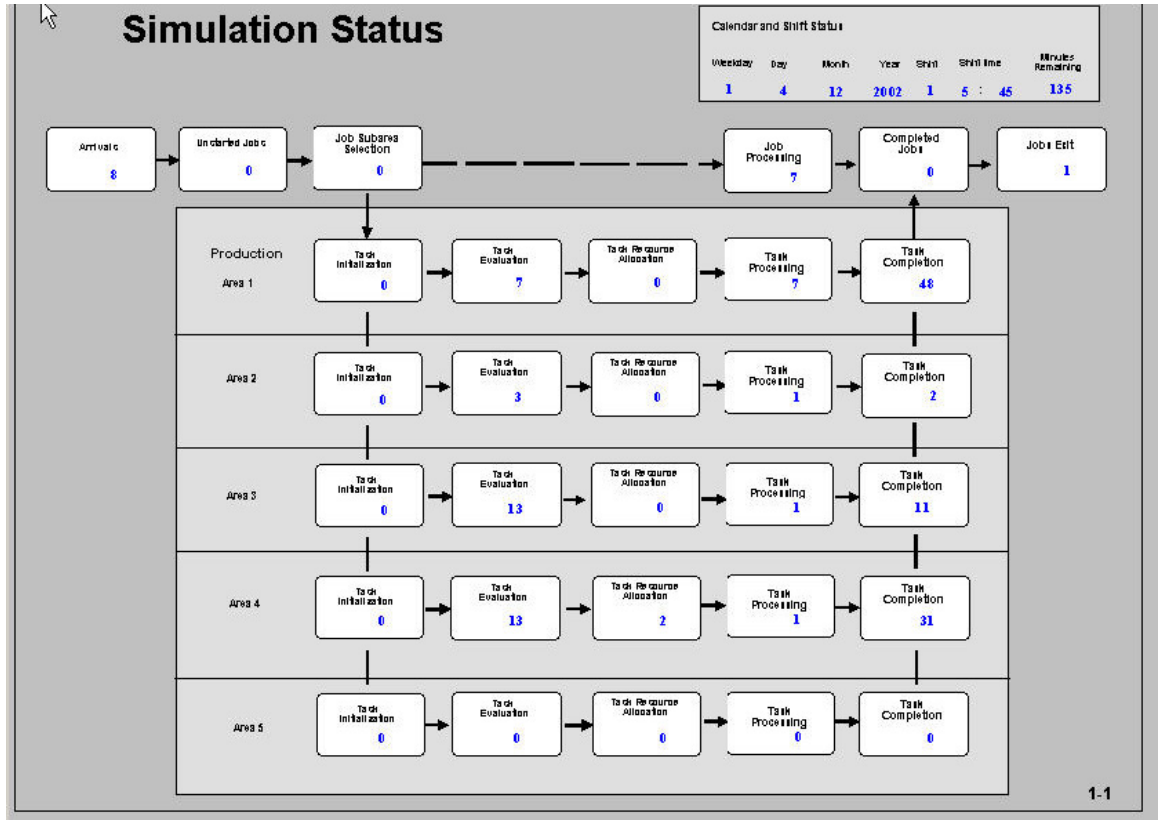 Simulation Status
Calendar and Shift Status
Weekday Day Month Year Shift Shift time Minutes
Remaining
1 4 12 2002 1 5 : 45 135
Arrivals
8
Unstarted Jobs
0
Job Subarea
Selection
0
Job
Processing
7
Completed
Jobs
0
Jobs Exit
1
Production
Area 1
Task
Initialization
0
Task
Evaluation
7
Task Resource
Allocation
0
Task
Processing
7
Task
Completion
48
Area 2
Task
Initialization
0
Task
Evaluation
3
Task Resource
Allocation
0
Task
Processing
1
Task
Completion
2
Area 3
Task
Initialization
0
Task
Evaluation
13
Task Resource
Allocation
0
Task
Processing
1
Task
Completion
11
Area 4
Task
Initialization
0
Task
Evaluation
13
Task Resource
Allocation
2
Task
Processing
1
Task
Completion
31
Area 5
Task
Initialization
0
Task
Evaluation
0
Task Resource
Allocation
0
Task
Processing
0
Task
Completion
0
1-1